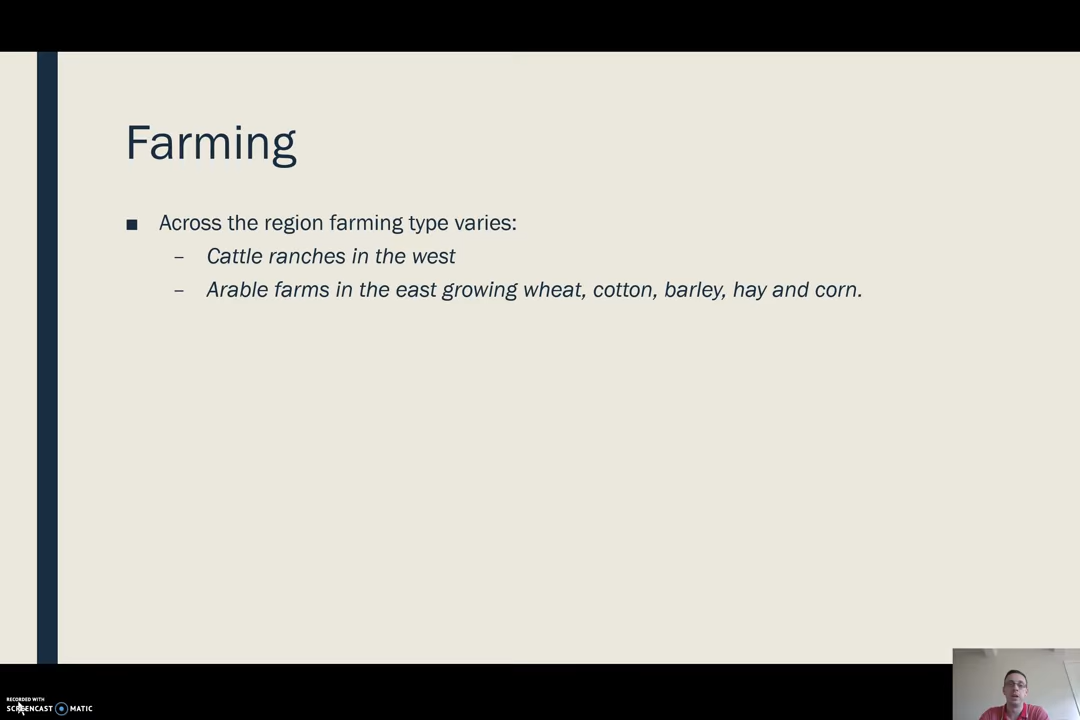 Farming
■ Across the region farming type varies:
– Cattle ranches in the west
– Arable farms in the east growing wheat, cotton, barley, hay and corn.
RECORDED WITH
SCREENCAST MATIC